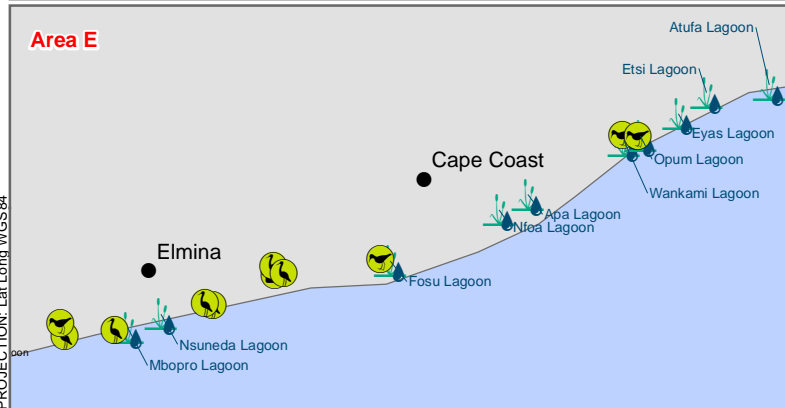 Area E
Atufa Lagoon
Etsi Lagoon
Eyas Lagoon
Opum Lagoon
Cape Coast
Wankami Lagoon
Apa Lagoon
Nfoa Lagoon
Elmina
Fosu Lagoon
Nsuneda Lagoon
oon
Mbopro Lagoon
PROJECTION: Lat Long WGS84